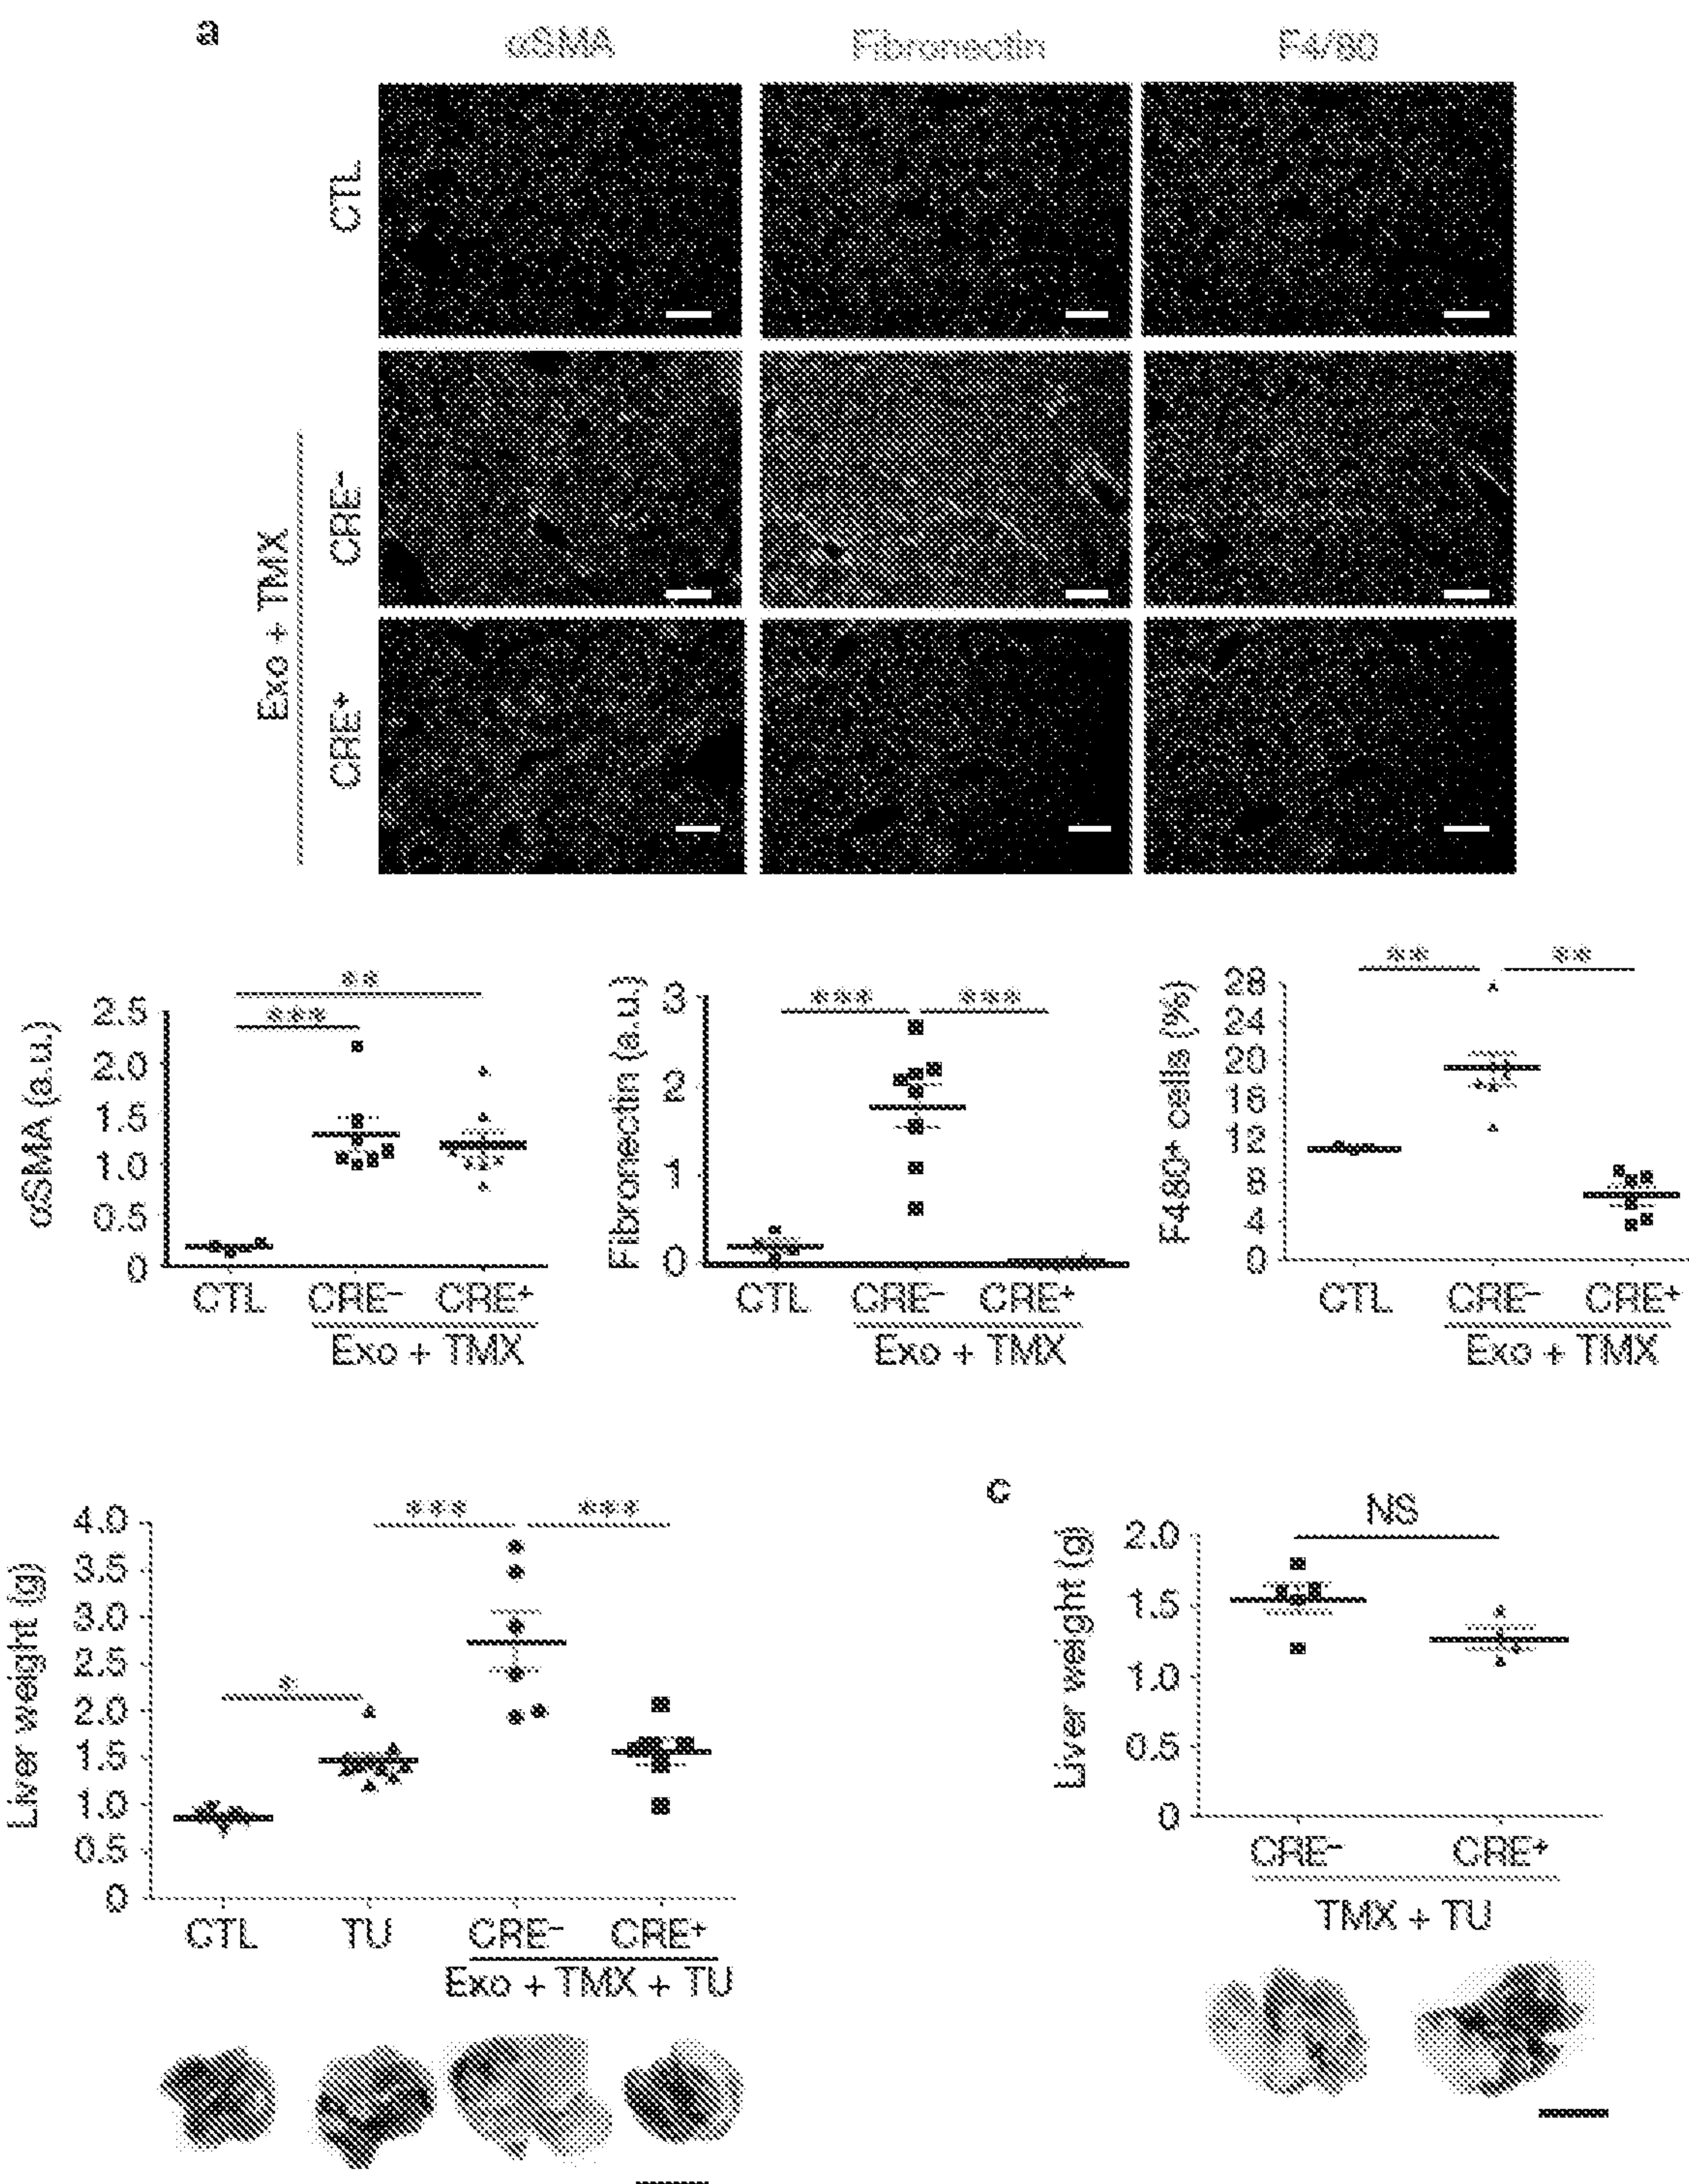 a
αSMA Fibronectin F4/80
CTL
CRE⁻
CRE⁺
Exo + TMX
αSMA (a.u.)
2.5
2.0
1.5
1.0
0.5
0
***
**
CTL CRE⁻ CRE⁺
Exo + TMX
Fibronectin (a.u.)
3
2
1
0
*** ***
CTL CRE⁻ CRE⁺
Exo + TMX
F480+ cells (%)
28
24
20
16
12
8
4
0
** **
CTL CRE⁻ CRE⁺
Exo + TMX
Liver weight (g)
4.0
3.5
3.0
2.5
2.0
1.5
1.0
0.5
0
*
*** ***
CTL TU CRE⁻ CRE⁺
Exo + TMX + TU
c
Liver weight (g)
2.0
1.5
1.0
0.5
0
NS
CRE⁻ CRE⁺
TMX + TU